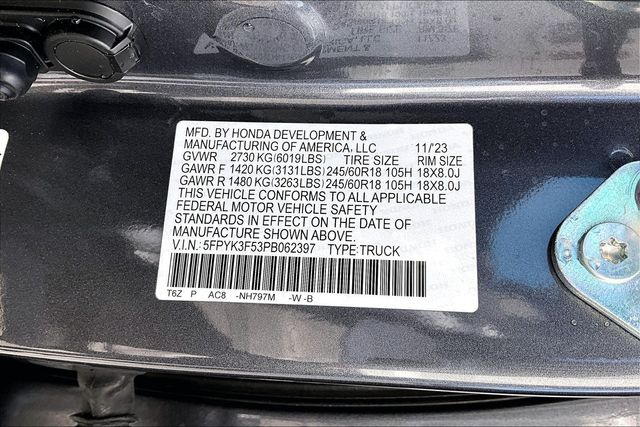 MFD. BY HONDA DEVELOPMENT &
MANUFACTURING OF AMERICA, LLC 11/'23
GVWR 2730 KG(6019LBS) TIRE SIZE RIM SIZE
GAWR F 1420 KG(3131LBS) 245/60R18 105H 18X8.0J
GAWR R 1480 KG(3263LBS) 245/60R18 105H 18X8.0J
THIS VEHICLE CONFORMS TO ALL APPLICABLE
FEDERAL MOTOR VEHICLE SAFETY
STANDARDS IN EFFECT ON THE DATE OF
MANUFACTURE SHOWN ABOVE.
V.I.N.: 5FPYK3F53PB062397 TYPE:TRUCK
T6Z P AC8 -NH797M -W -B